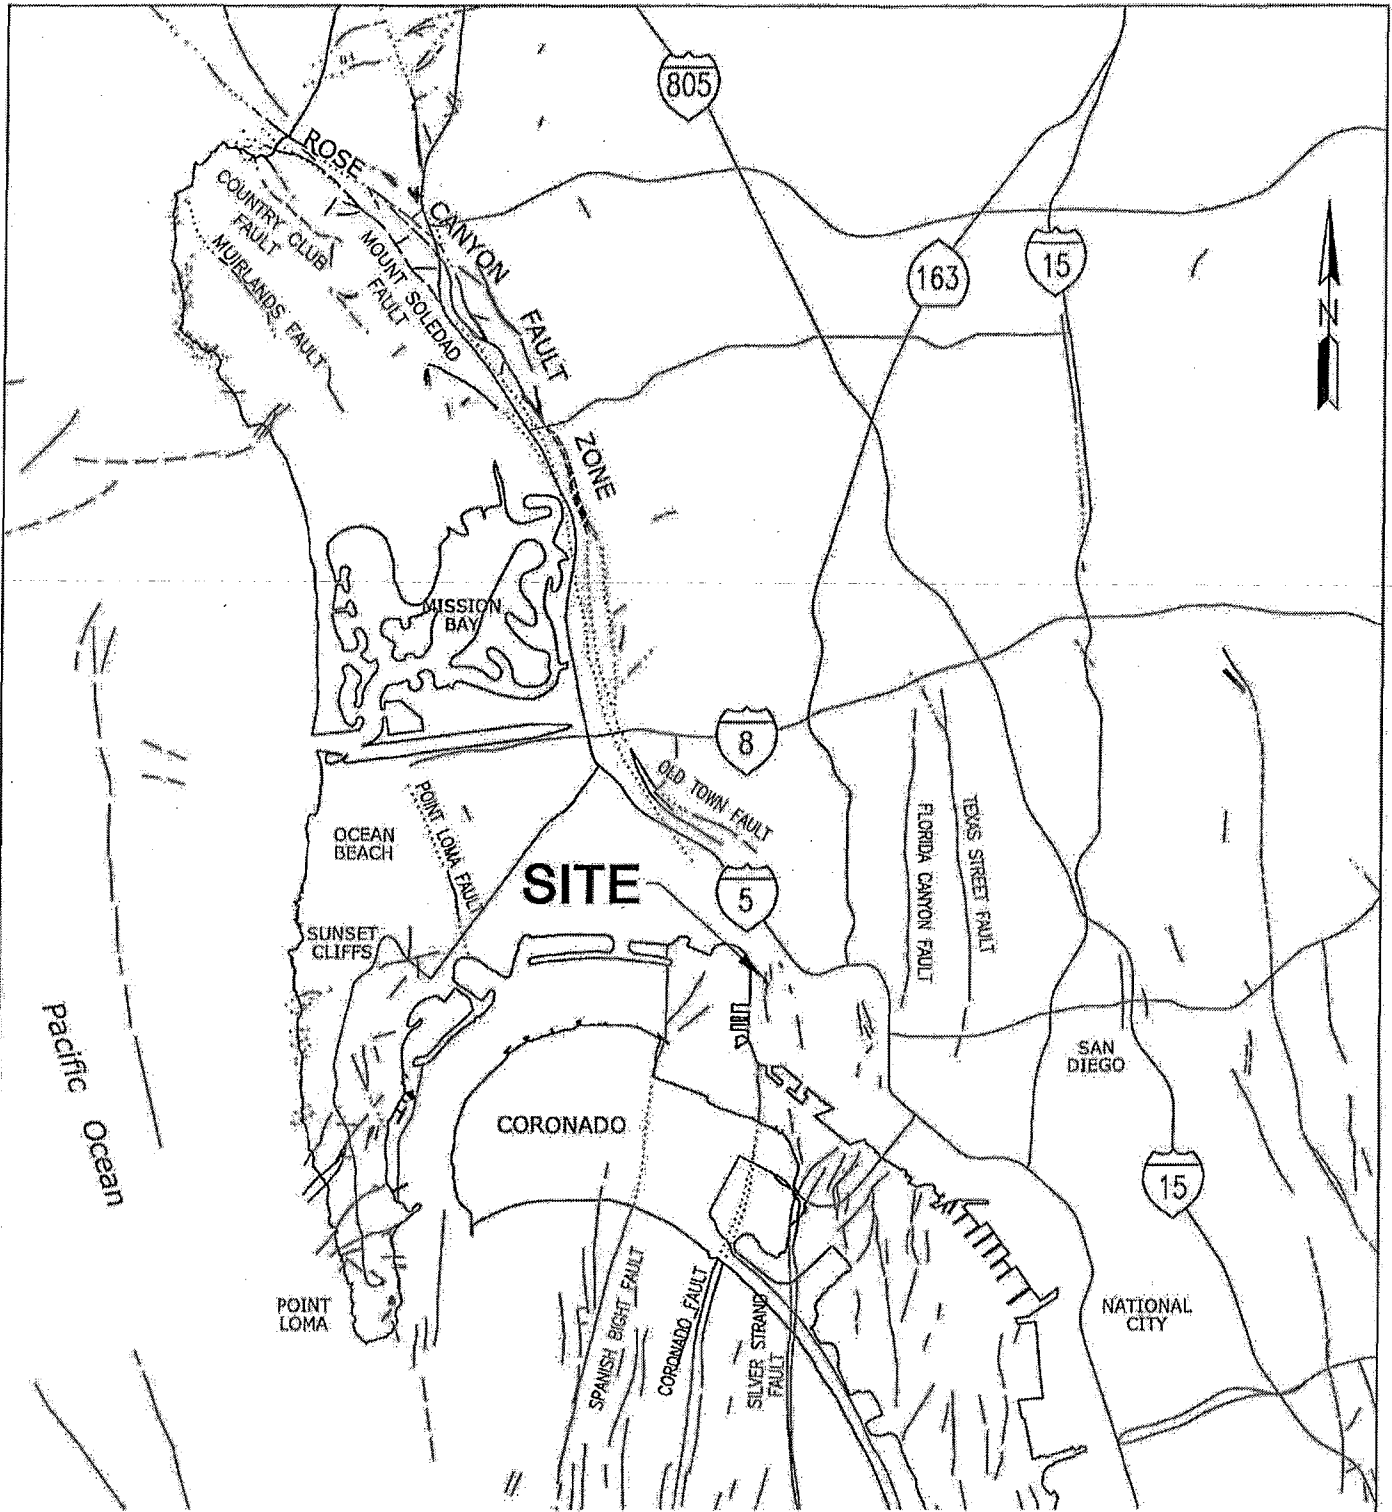 805
ROSE CANYON FAULT ZONE
COUNTRY CLUB
FAULT
MOUNT SOLEDAD
FAULT
MUIRLANDS FAULT
163
15
N
MISSION
BAY
8
OLD TOWN FAULT
POINT LOMA FAULT
OCEAN
BEACH
FLORIDA CANYON FAULT
TEXAS STREET FAULT
SITE
5
SUNSET
CLIFFS
Pacific Ocean
SAN
DIEGO
CORONADO
15
POINT
LOMA
SPANISH BIGHT FAULT
CORONADO FAULT
SILVER STRAND
FAULT
NATIONAL
CITY